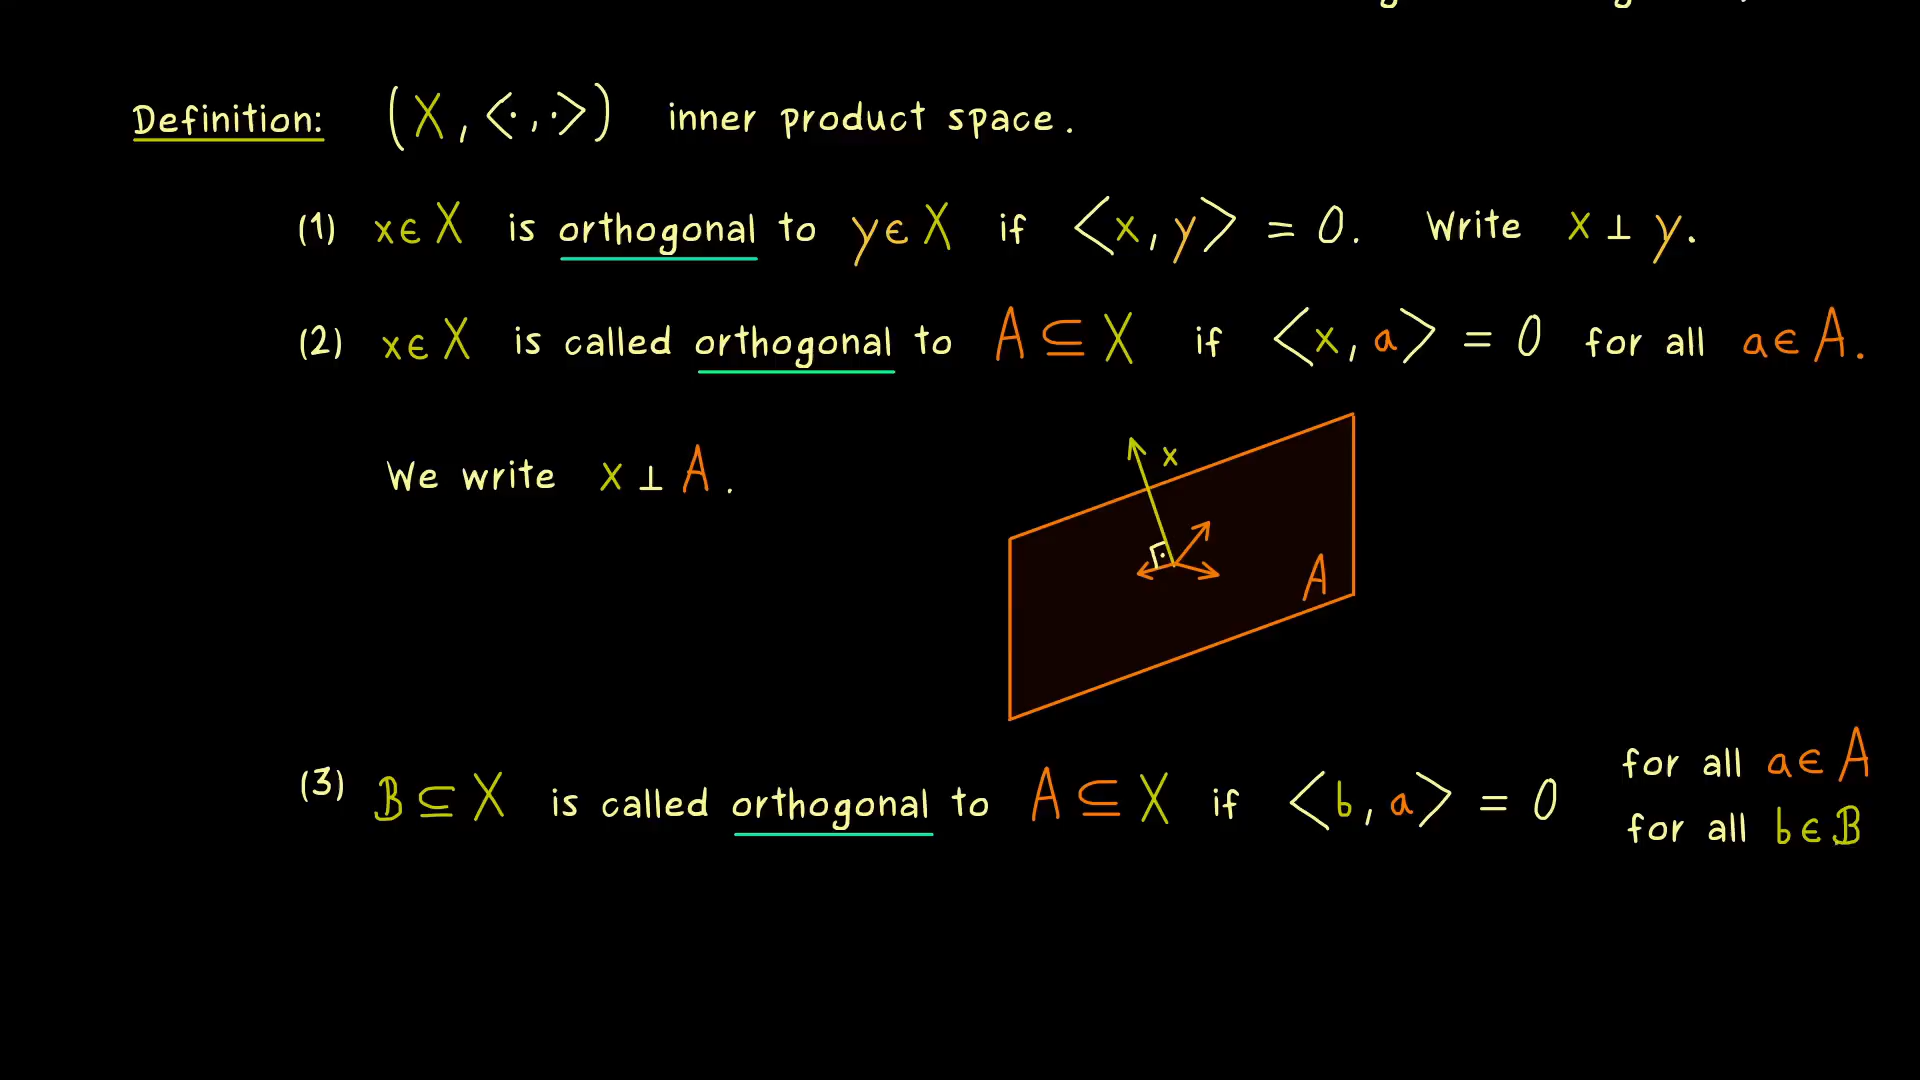 Definition: (X, <·,·>) inner product space.
(1) x∈X is orthogonal to y∈X if <x, y> = 0. Write x ⊥ y.
(2) x∈X is called orthogonal to A⊆X if <x, a> = 0 for all a∈A.
We write x ⊥ A.
x
A
(3) B⊆X is called orthogonal to A⊆X if <b, a> = 0 for all a∈A
for all b∈B